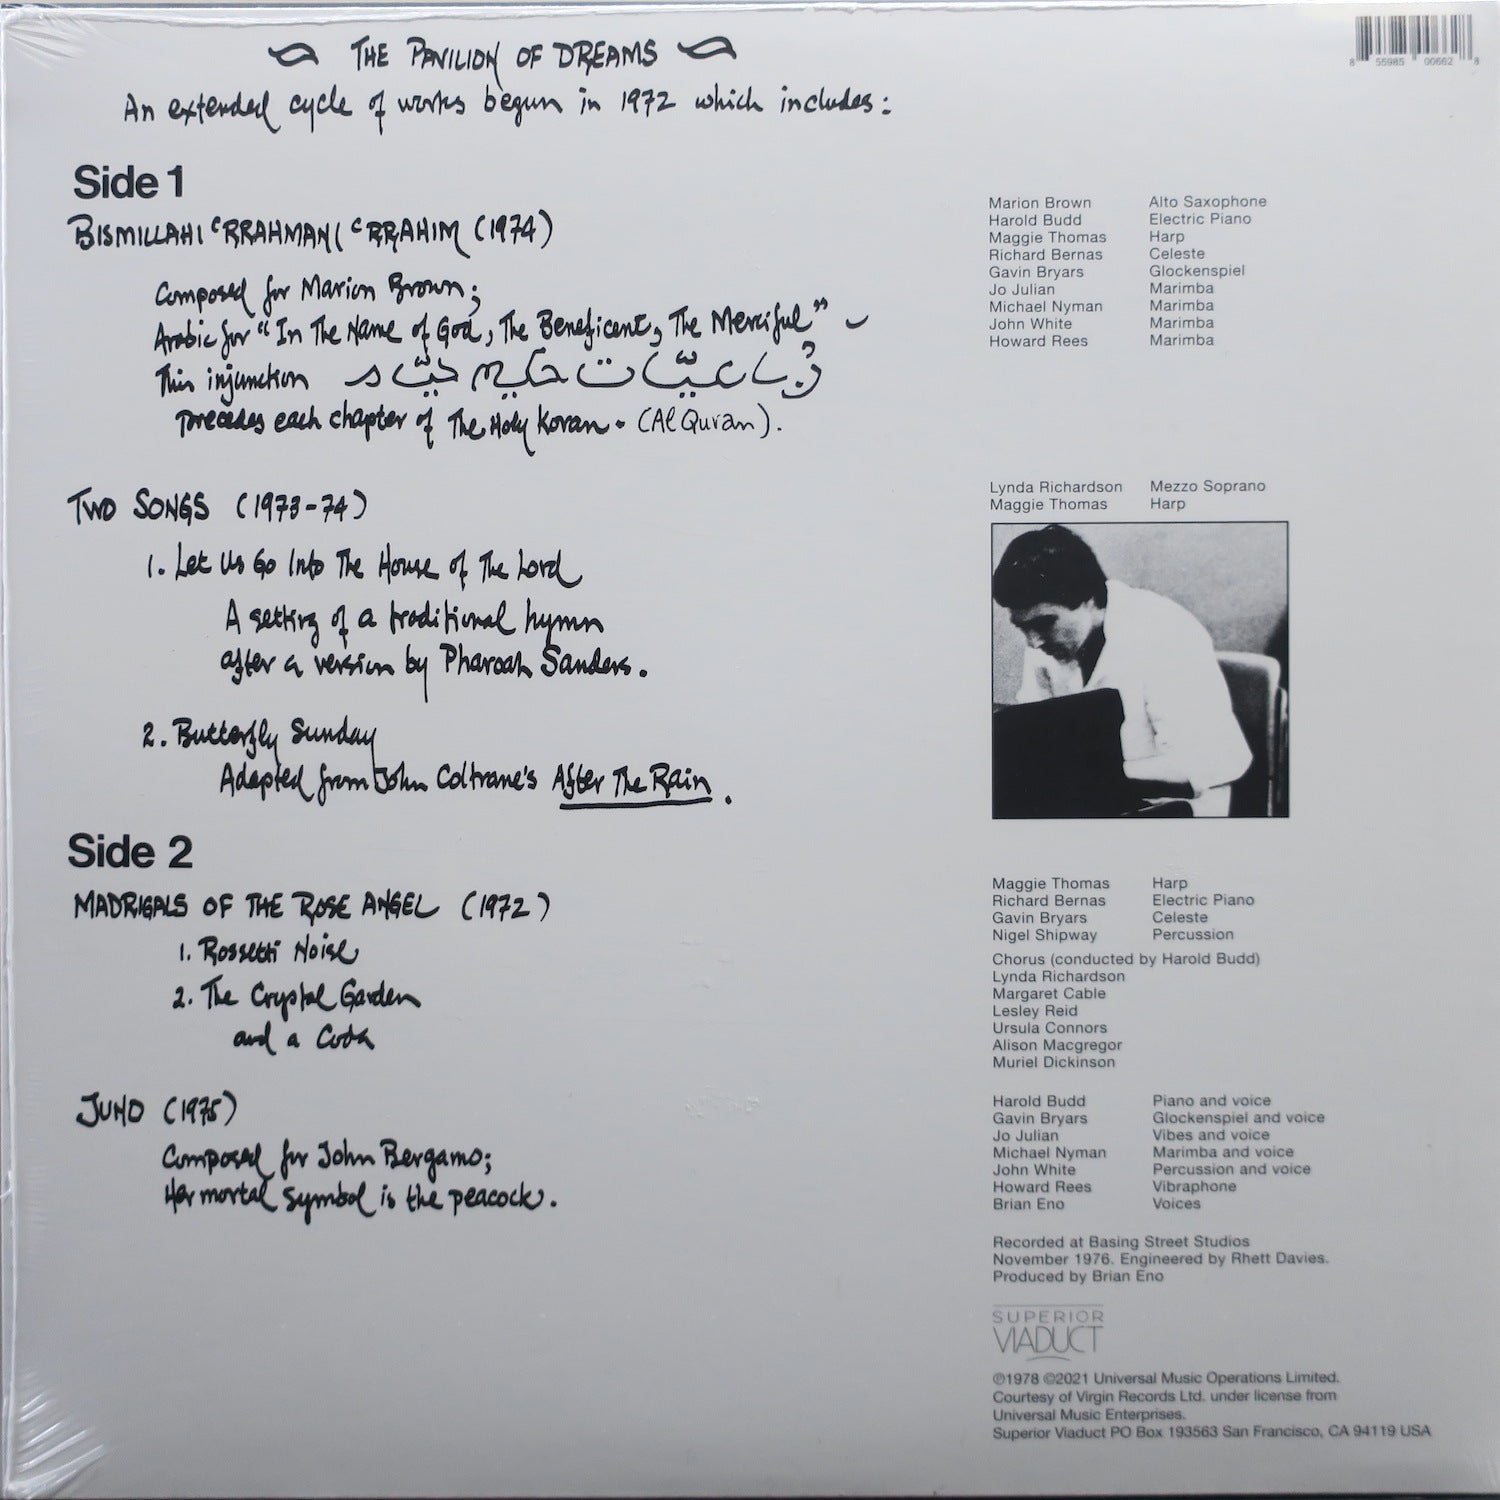 THE PAVILION OF DREAMS
An extended cycle of works begun in 1972 which includes:
8 55985 00662 8
Side 1
BISMILLAHI 'RRAHMANI 'RRAHIM (1974)
Composed for Marion Brown;
Arabic for "In The Name of God, The Beneficent, The Merciful" ~
This injunction
precedes each chapter of The Holy Koran. (Al Quran).
Marion Brown Alto Saxophone
Harold Budd Electric Piano
Maggie Thomas Harp
Richard Bernas Celeste
Gavin Bryars Glockenspiel
Jo Julian Marimba
Michael Nyman Marimba
John White Marimba
Howard Rees Marimba
TWO SONGS (1973-74)
1. Let Us Go Into The House of The Lord
A setting of a traditional hymn
after a version by Pharoah Sanders.
2. Butterfly Sunday
Adapted from John Coltrane's After The Rain.
Lynda Richardson Mezzo Soprano
Maggie Thomas Harp
Side 2
MADRIGALS OF THE ROSE ANGEL (1972)
1. Rossetti Noise
2. The Crystal Garden
and a Coda
Maggie Thomas Harp
Richard Bernas Electric Piano
Gavin Bryars Celeste
Nigel Shipway Percussion
Chorus (conducted by Harold Budd)
Lynda Richardson
Margaret Cable
Lesley Reid
Ursula Connors
Alison Macgregor
Muriel Dickinson
JUNO (1975)
Composed for John Bergamo;
Her mortal symbol is the peacock.
Harold Budd Piano and voice
Gavin Bryars Glockenspiel and voice
Jo Julian Vibes and voice
Michael Nyman Marimba and voice
John White Percussion and voice
Howard Rees Vibraphone
Brian Eno Voices
Recorded at Basing Street Studios
November 1976. Engineered by Rhett Davies.
Produced by Brian Eno
SUPERIOR
VIADUCT
℗1978 ©2021 Universal Music Operations Limited.
Courtesy of Virgin Records Ltd. under license from
Universal Music Enterprises.
Superior Viaduct PO Box 193563 San Francisco, CA 94119 USA